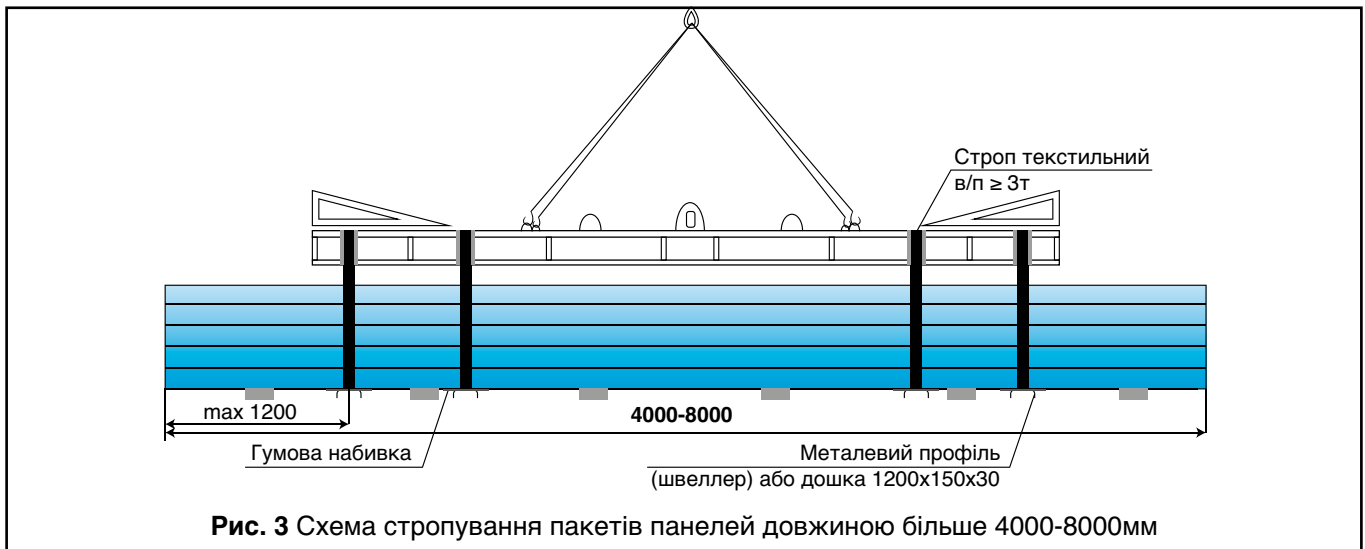 Строп текстильний
в/п ≥ 3т
max 1200
4000-8000
Гумова набивка
Металевий профіль
(швеллер) або дошка 1200х150х30
Рис. 3 Схема стропування пакетів панелей довжиною більше 4000-8000мм